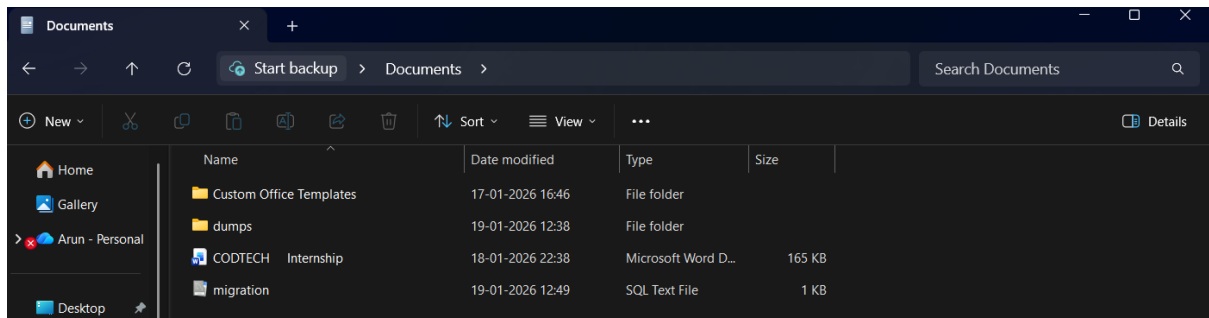 Documents
Start backup > Documents >
Search Documents
New
Sort
View
Details
Home
Gallery
Arun - Personal
Desktop
Name Date modified Type Size
Custom Office Templates 17-01-2026 16:46 File folder
dumps 19-01-2026 12:38 File folder
CODTECH Internship 18-01-2026 22:38 Microsoft Word D... 165 KB
migration 19-01-2026 12:49 SQL Text File 1 KB